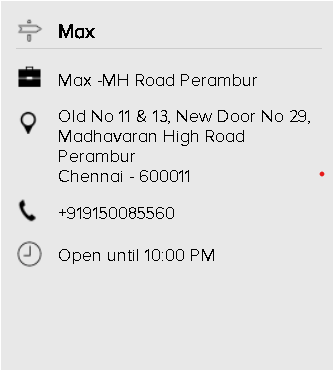 Max
Max -MH Road Perambur
Old No 11 & 13, New Door No 29,
Madhavaran High Road
Perambur
Chennai - 600011
+919150085560
Open until 10:00 PM